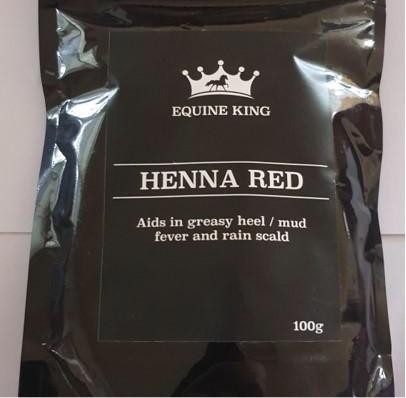 EQUINE KING
HENNA RED
Aids in greasy heel / mud
fever and rain scald
100g